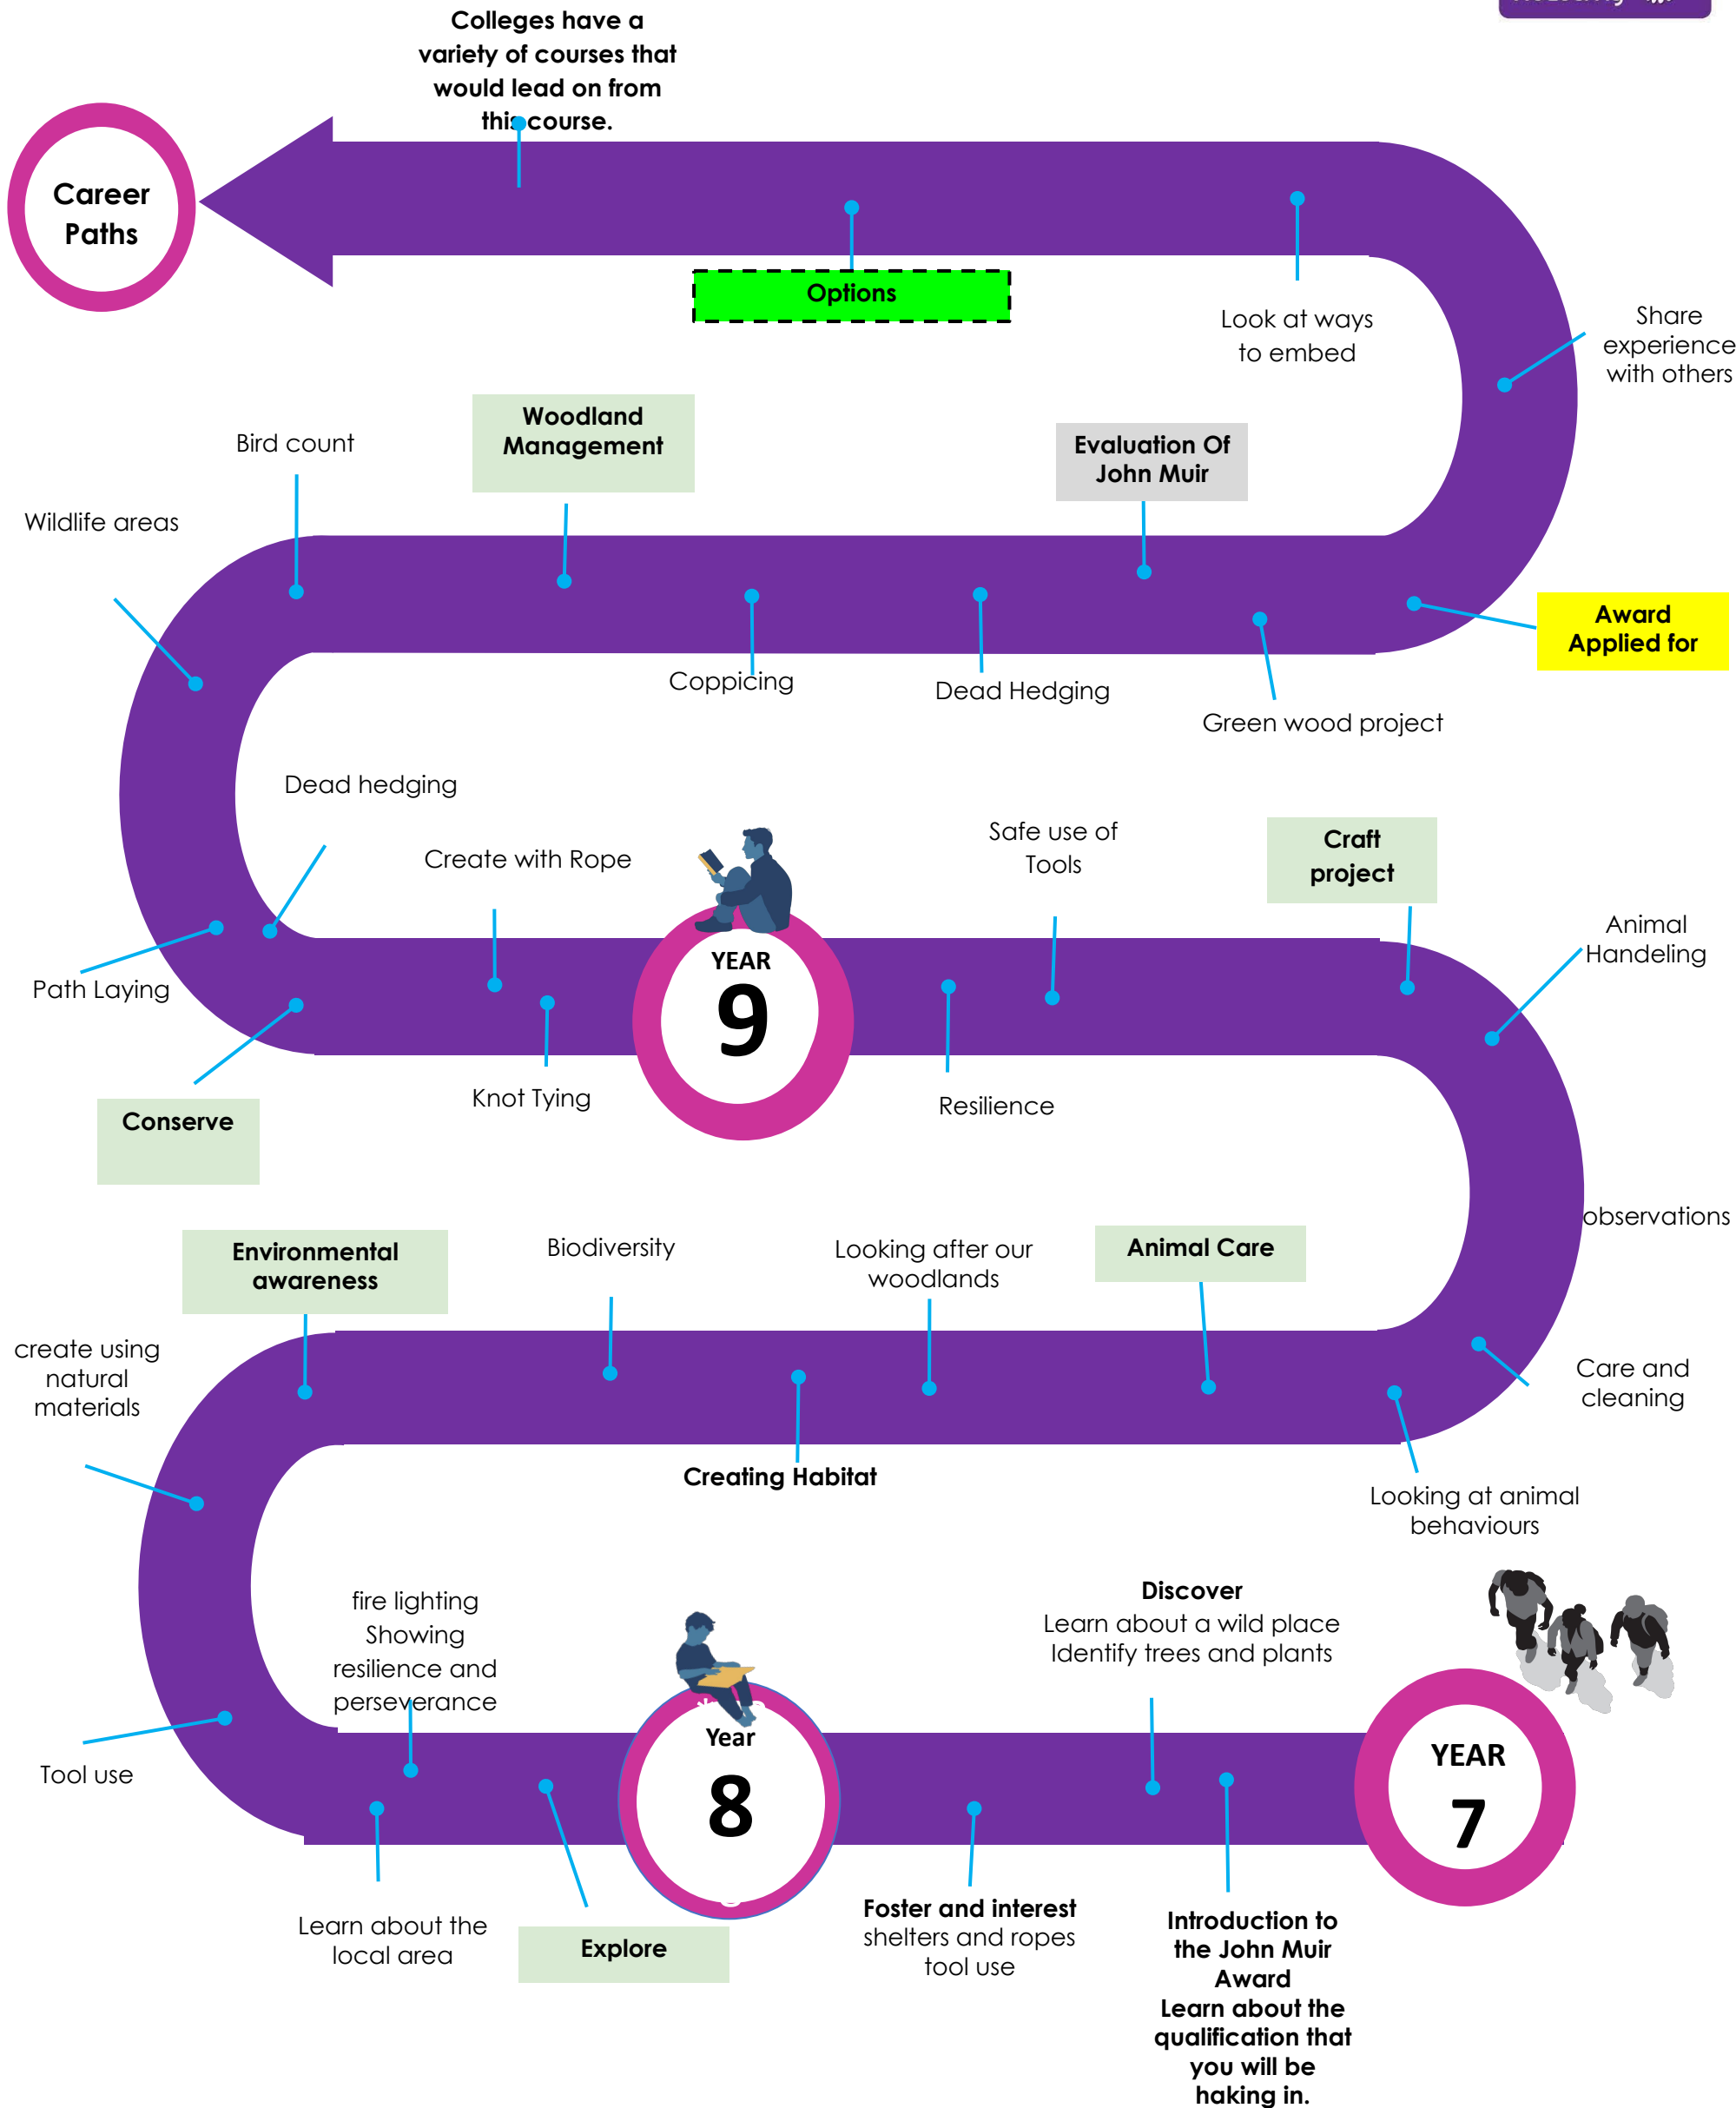 Colleges have a
variety of courses that
would lead on from
this course.
Career
Paths
Options
Look at ways
to embed
Share
experience
with others
Woodland
Management
Bird count
Evaluation Of
John Muir
Wildlife areas
Award
Applied for
Coppicing
Dead Hedging
Green wood project
Dead hedging
Create with Rope
Safe use of
Tools
Craft
project
Animal
Handeling
YEAR
9
Path Laying
Conserve
Knot Tying
Resilience
observations
Environmental
awareness
Biodiversity
Looking after our
woodlands
Animal Care
create using
natural
materials
Care and
cleaning
Creating Habitat
Looking at animal
behaviours
fire lighting
Showing
resilience and
perseverance
Discover
Learn about a wild place
Identify trees and plants
Year
8
YEAR
7
Tool use
Learn about the
local area
Explore
Foster and interest
shelters and ropes
tool use
Introduction to
the John Muir
Award
Learn about the
qualification that
you will be
haking in.